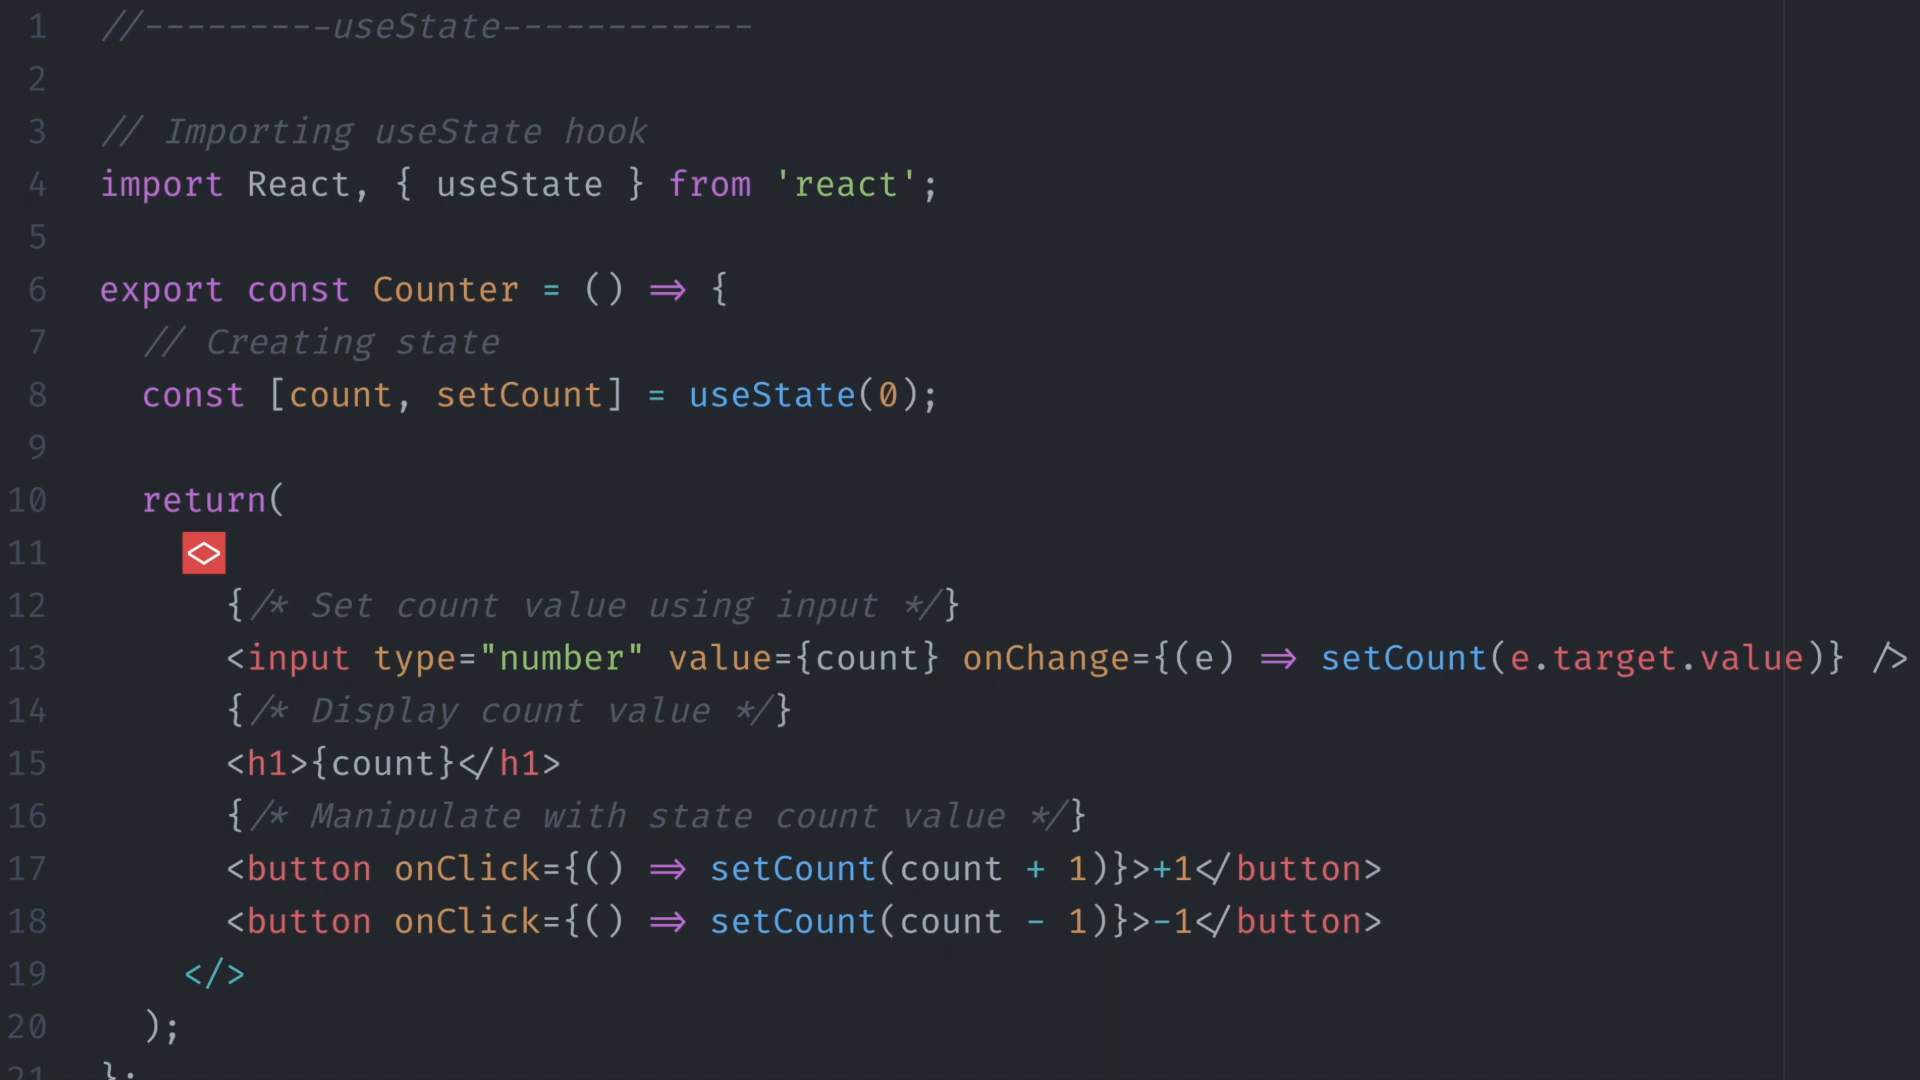 1 //---------useState------------
2
3 // Importing useState hook
4 import React, { useState } from 'react';
5
6 export const Counter = () => {
7 // Creating state
8 const [count, setCount] = useState(0);
9
10 return(
11 <>
12 {/* Set count value using input */}
13 <input type="number" value={count} onChange={(e) => setCount(e.target.value)} />
14 {/* Display count value */}
15 <h1>{count}</h1>
16 {/* Manipulate with state count value */}
17 <button onClick={() => setCount(count + 1)}>+1</button>
18 <button onClick={() => setCount(count - 1)}>-1</button>
19 </>
20 );
21 };